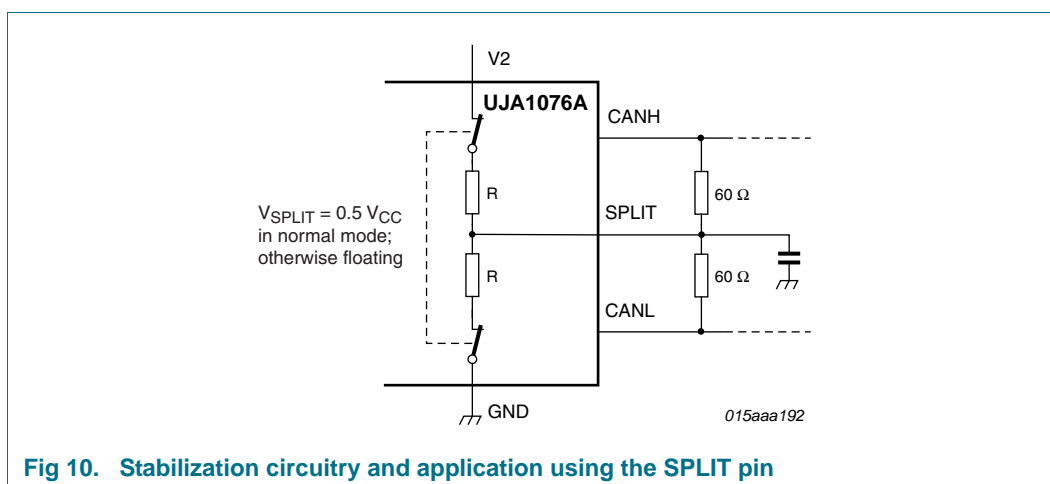 V2
UJA1076A
CANH
R
60 Ω
VSPLIT = 0.5 VCC
in normal mode;
otherwise floating
SPLIT
R
60 Ω
CANL
GND
015aaa192
Fig 10. Stabilization circuitry and application using the SPLIT pin